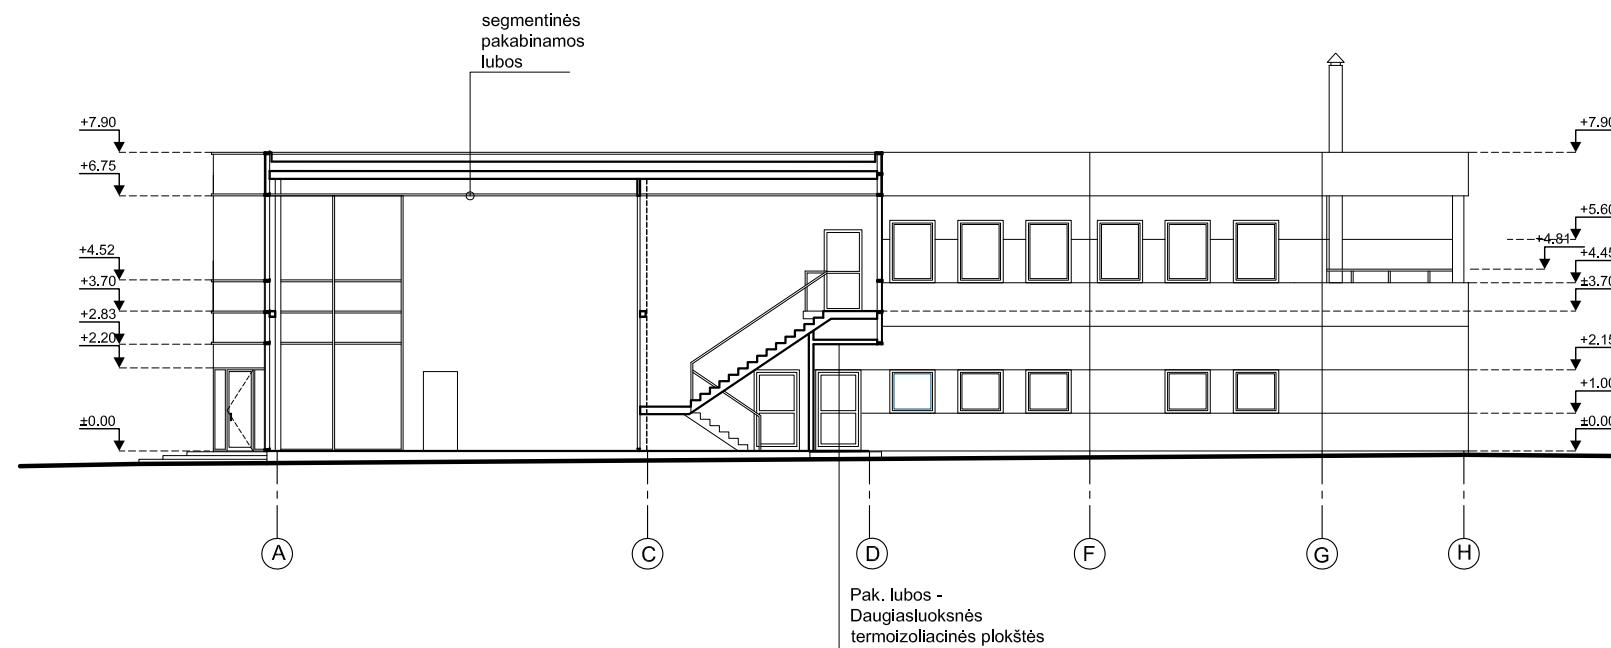 segmentinės
pakabinamos
lubos
+7.90
+6.75
+4.52
+3.70
+2.83
+2.20
±0.00
+7.90
+5.60
+4.81
+4.45
±3.70
+2.15
+1.00
±0.00
A
C
D
F
G
H
Pak. lubos -
Daugiasluoksnės
termoizoliacinės plokštės